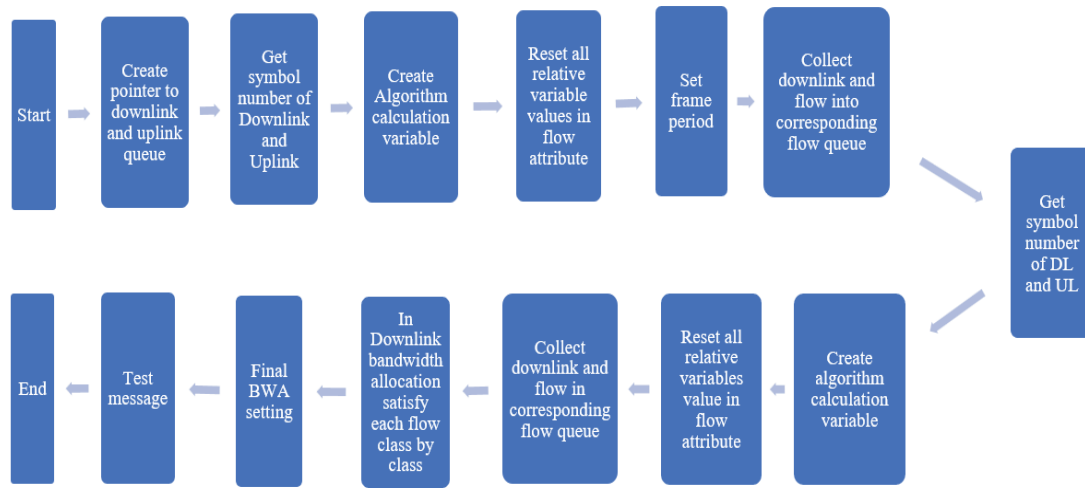 Start
Create
pointer to
downlink
and uplink
queue
Get
symbol
number of
Downlink
and
Uplink
Create
Algorithm
calculation
variable
Reset all
relative
variable
values in
flow
attribute
Set
frame
period
Collect
downlink and
flow into
corresponding
flow queue
Get
symbol
number
of DL
and UL
Create
algorithm
calculation
variable
Reset all
relative
variables
value in
flow
attribute
Collect
downlink and
flow in
corresponding
flow queue
In
Downlink
bandwidth
allocation
satisfy
each flow
class by
class
Final
BWA
setting
Test
message
End